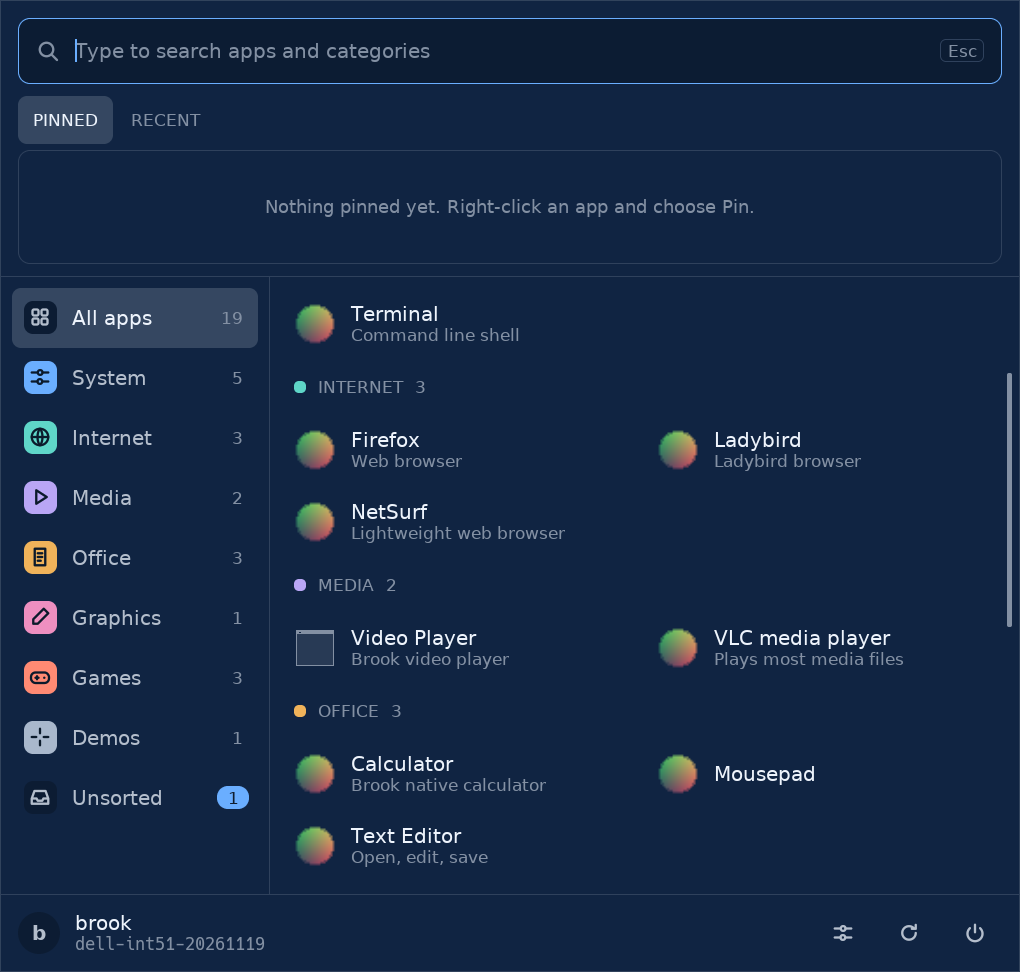 Type to search apps and categories
Esc
PINNED
RECENT
Nothing pinned yet. Right-click an app and choose Pin.
All apps 19
System 5
Internet 3
Media 2
Office 3
Graphics 1
Games 3
Demos 1
Unsorted 1
Terminal
Command line shell
INTERNET 3
Firefox
Web browser
Ladybird
Ladybird browser
NetSurf
Lightweight web browser
MEDIA 2
Video Player
Brook video player
VLC media player
Plays most media files
OFFICE 3
Calculator
Brook native calculator
Mousepad
Text Editor
Open, edit, save
b
brook
dell-int51-20261119